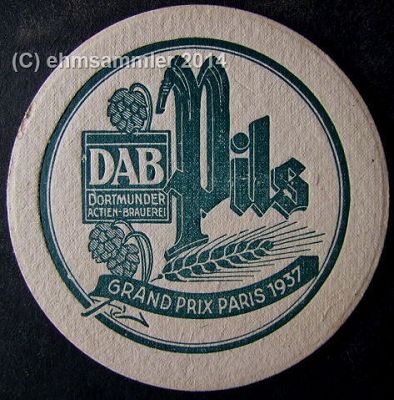 (C) ehmsammler 2014
DAB
DORTMUNDER
ACTIEN-BRAUEREI
Pils
GRAND PRIX PARIS 1937